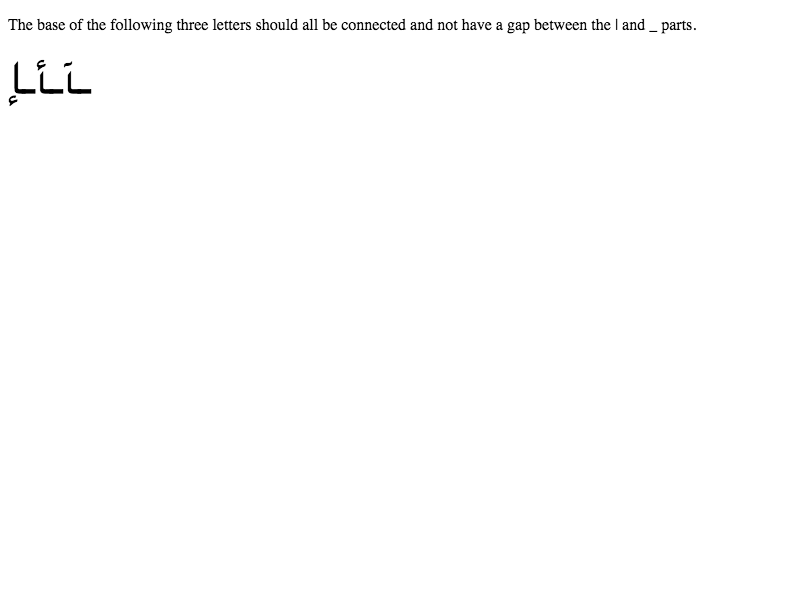 The base of the following three letters should all be connected and not have a gap between the | and _ parts.
ـآـأـإ